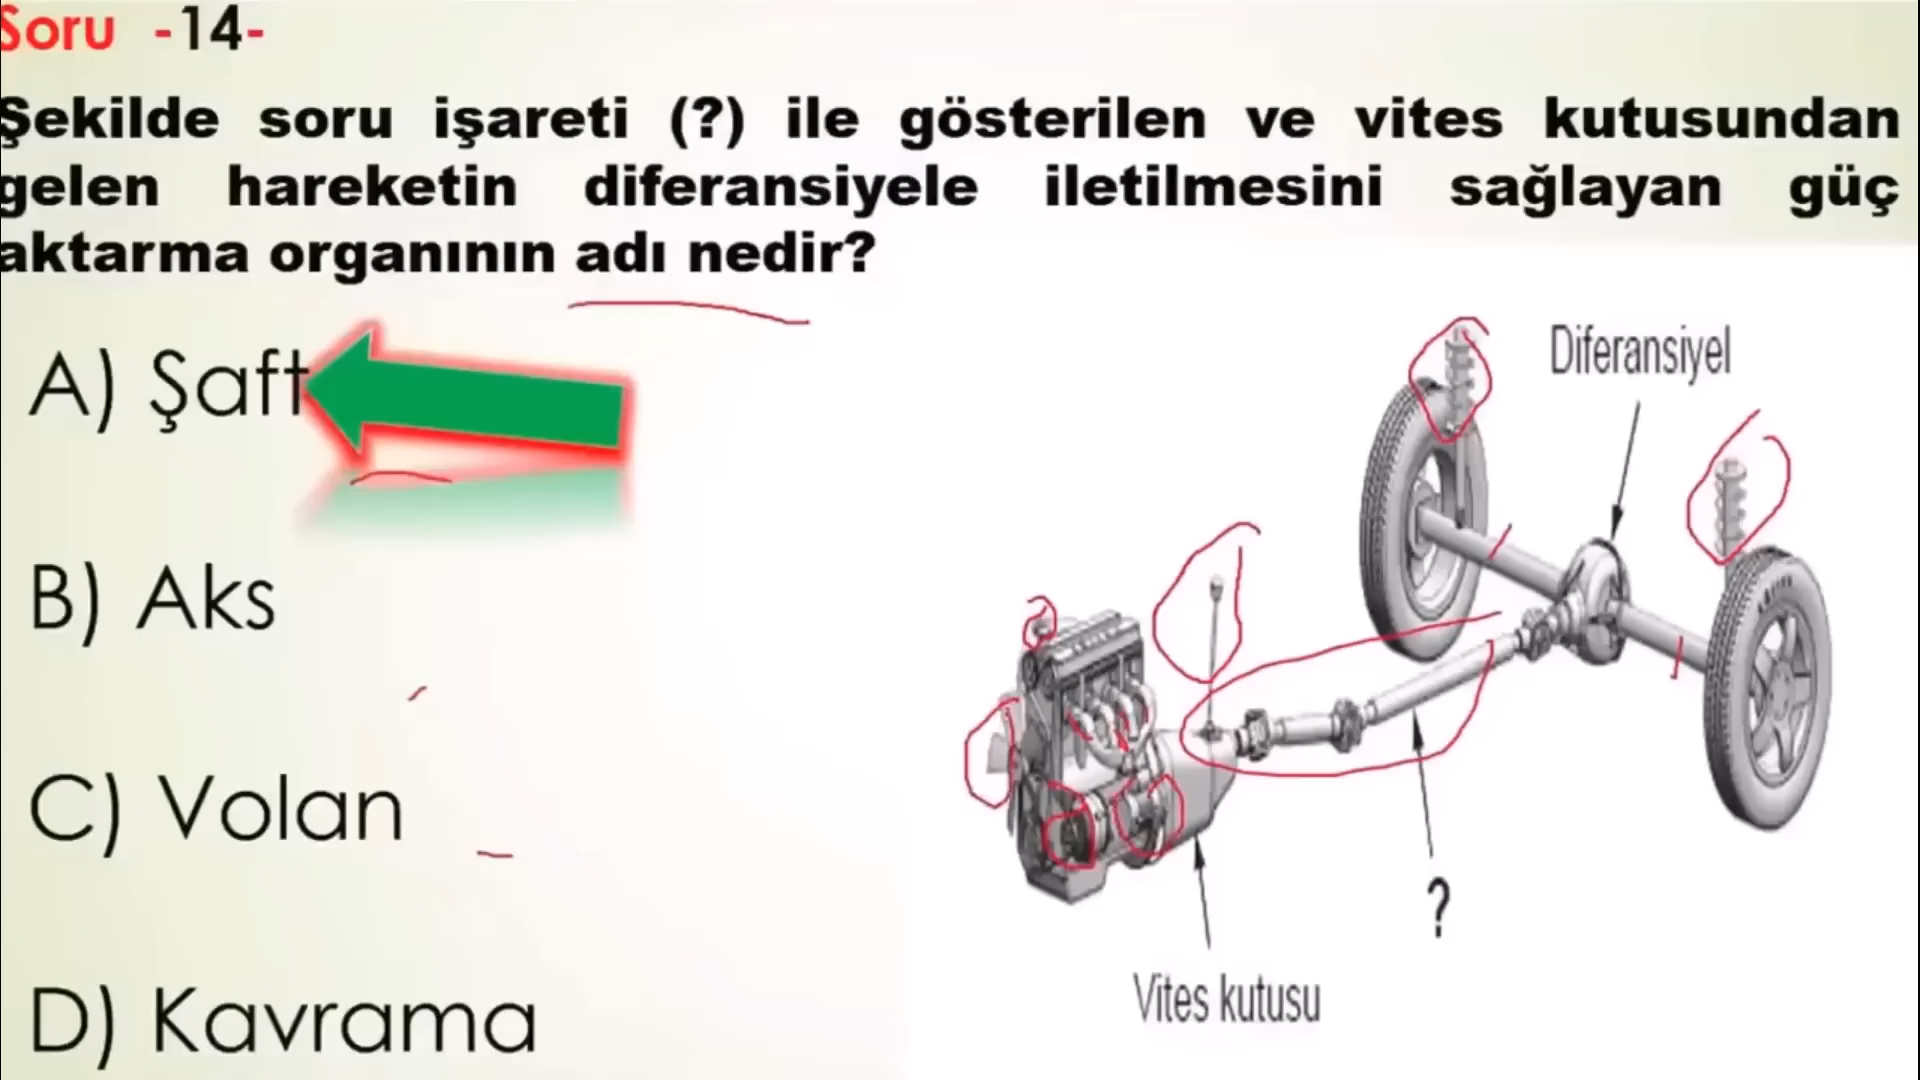 Soru -14-
Şekilde soru işareti (?) ile gösterilen ve vites kutusundan
gelen hareketin diferansiyele iletilmesini sağlayan güç
aktarma organının adı nedir?
A) Şaft
B) Aks
C) Volan
D) Kavrama
Diferansiyel
?
Vites kutusu